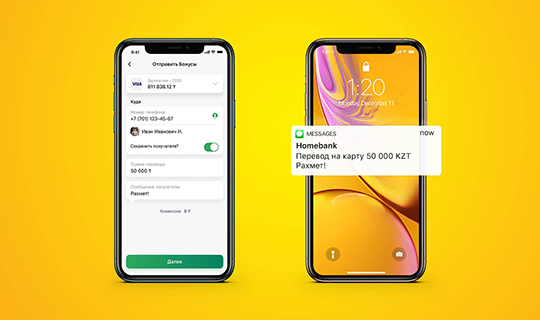 9:41
Отправить Бонусы
VISA
611 838.12 ₸
Куда
Номер телефона
+7 (701) 123-45-67
Иван Иванович И.
Сохранить получателя?
Сумма перевода
50 000 ₸
Сообщение получателю
Рахмет!
Комиссия 0 ₸
Далее
1:20
Monday, December 11
MESSAGES
now
Homebank
Перевод на карту 50 000 KZT
Рахмет!